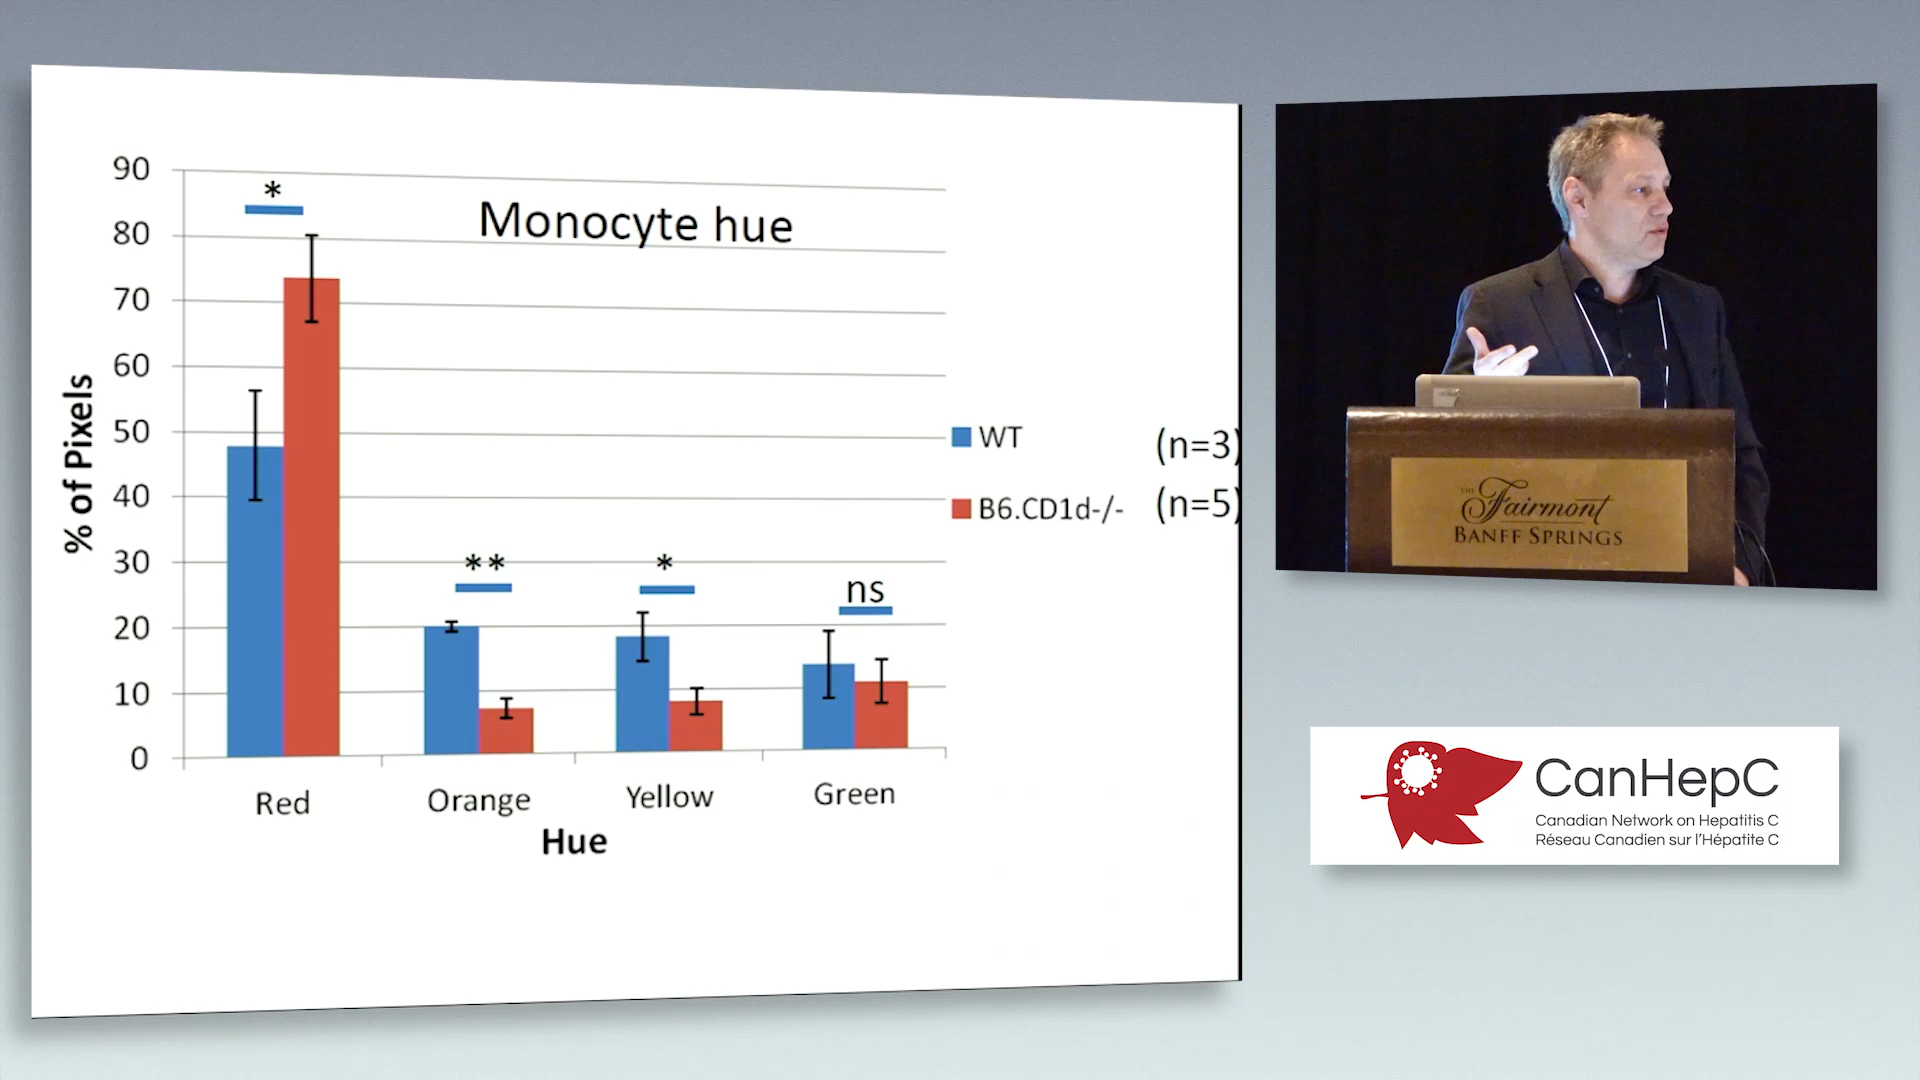 Monocyte hue
90
80
70
60
50
40
30
20
10
0
% of Pixels
*
**
*
ns
Red
Orange
Yellow
Green
Hue
WT (n=3)
B6.CD1d-/- (n=5)
THE
Fairmont
BANFF SPRINGS
CanHepC
Canadian Network on Hepatitis C
Réseau Canadien sur l'Hépatite C